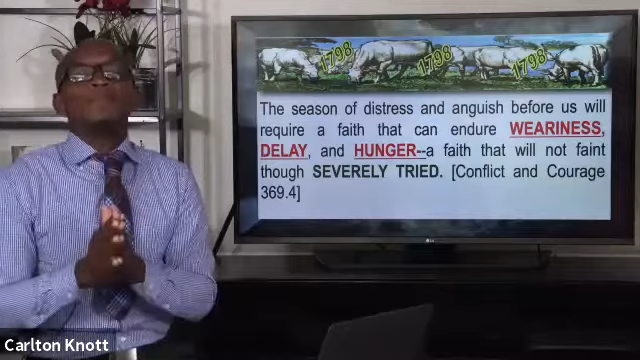 1798 1798 1798
The season of distress and anguish before us will
require a faith that can endure WEARINESS,
DELAY, and HUNGER--a faith that will not faint
though SEVERELY TRIED. [Conflict and Courage
369.4]
LG
Carlton Knott